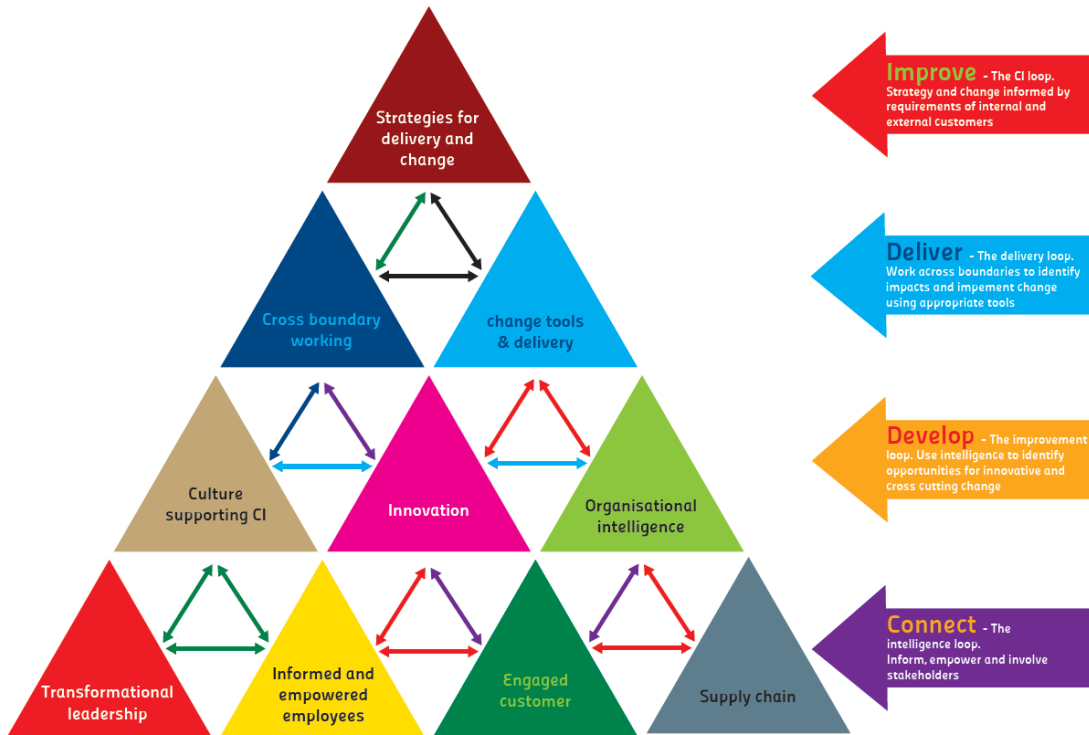 Strategies for
delivery and
change
Improve - The CI loop.
Strategy and change informed by
requirements of internal and
external customers
Cross boundary
working
change tools
& delivery
Deliver - The delivery loop.
Work across boundaries to identify
impacts and impement change
using appropriate tools
Culture
supporting CI
Innovation
Organisational
intelligence
Develop - The improvement
loop. Use intelligence to identify
opportunities for innovative and
cross cutting change
Transformational
leadership
Informed and
empowered
employees
Engaged
customer
Supply chain
Connect - The
intelligence loop.
Inform, empower and involve
stakeholders